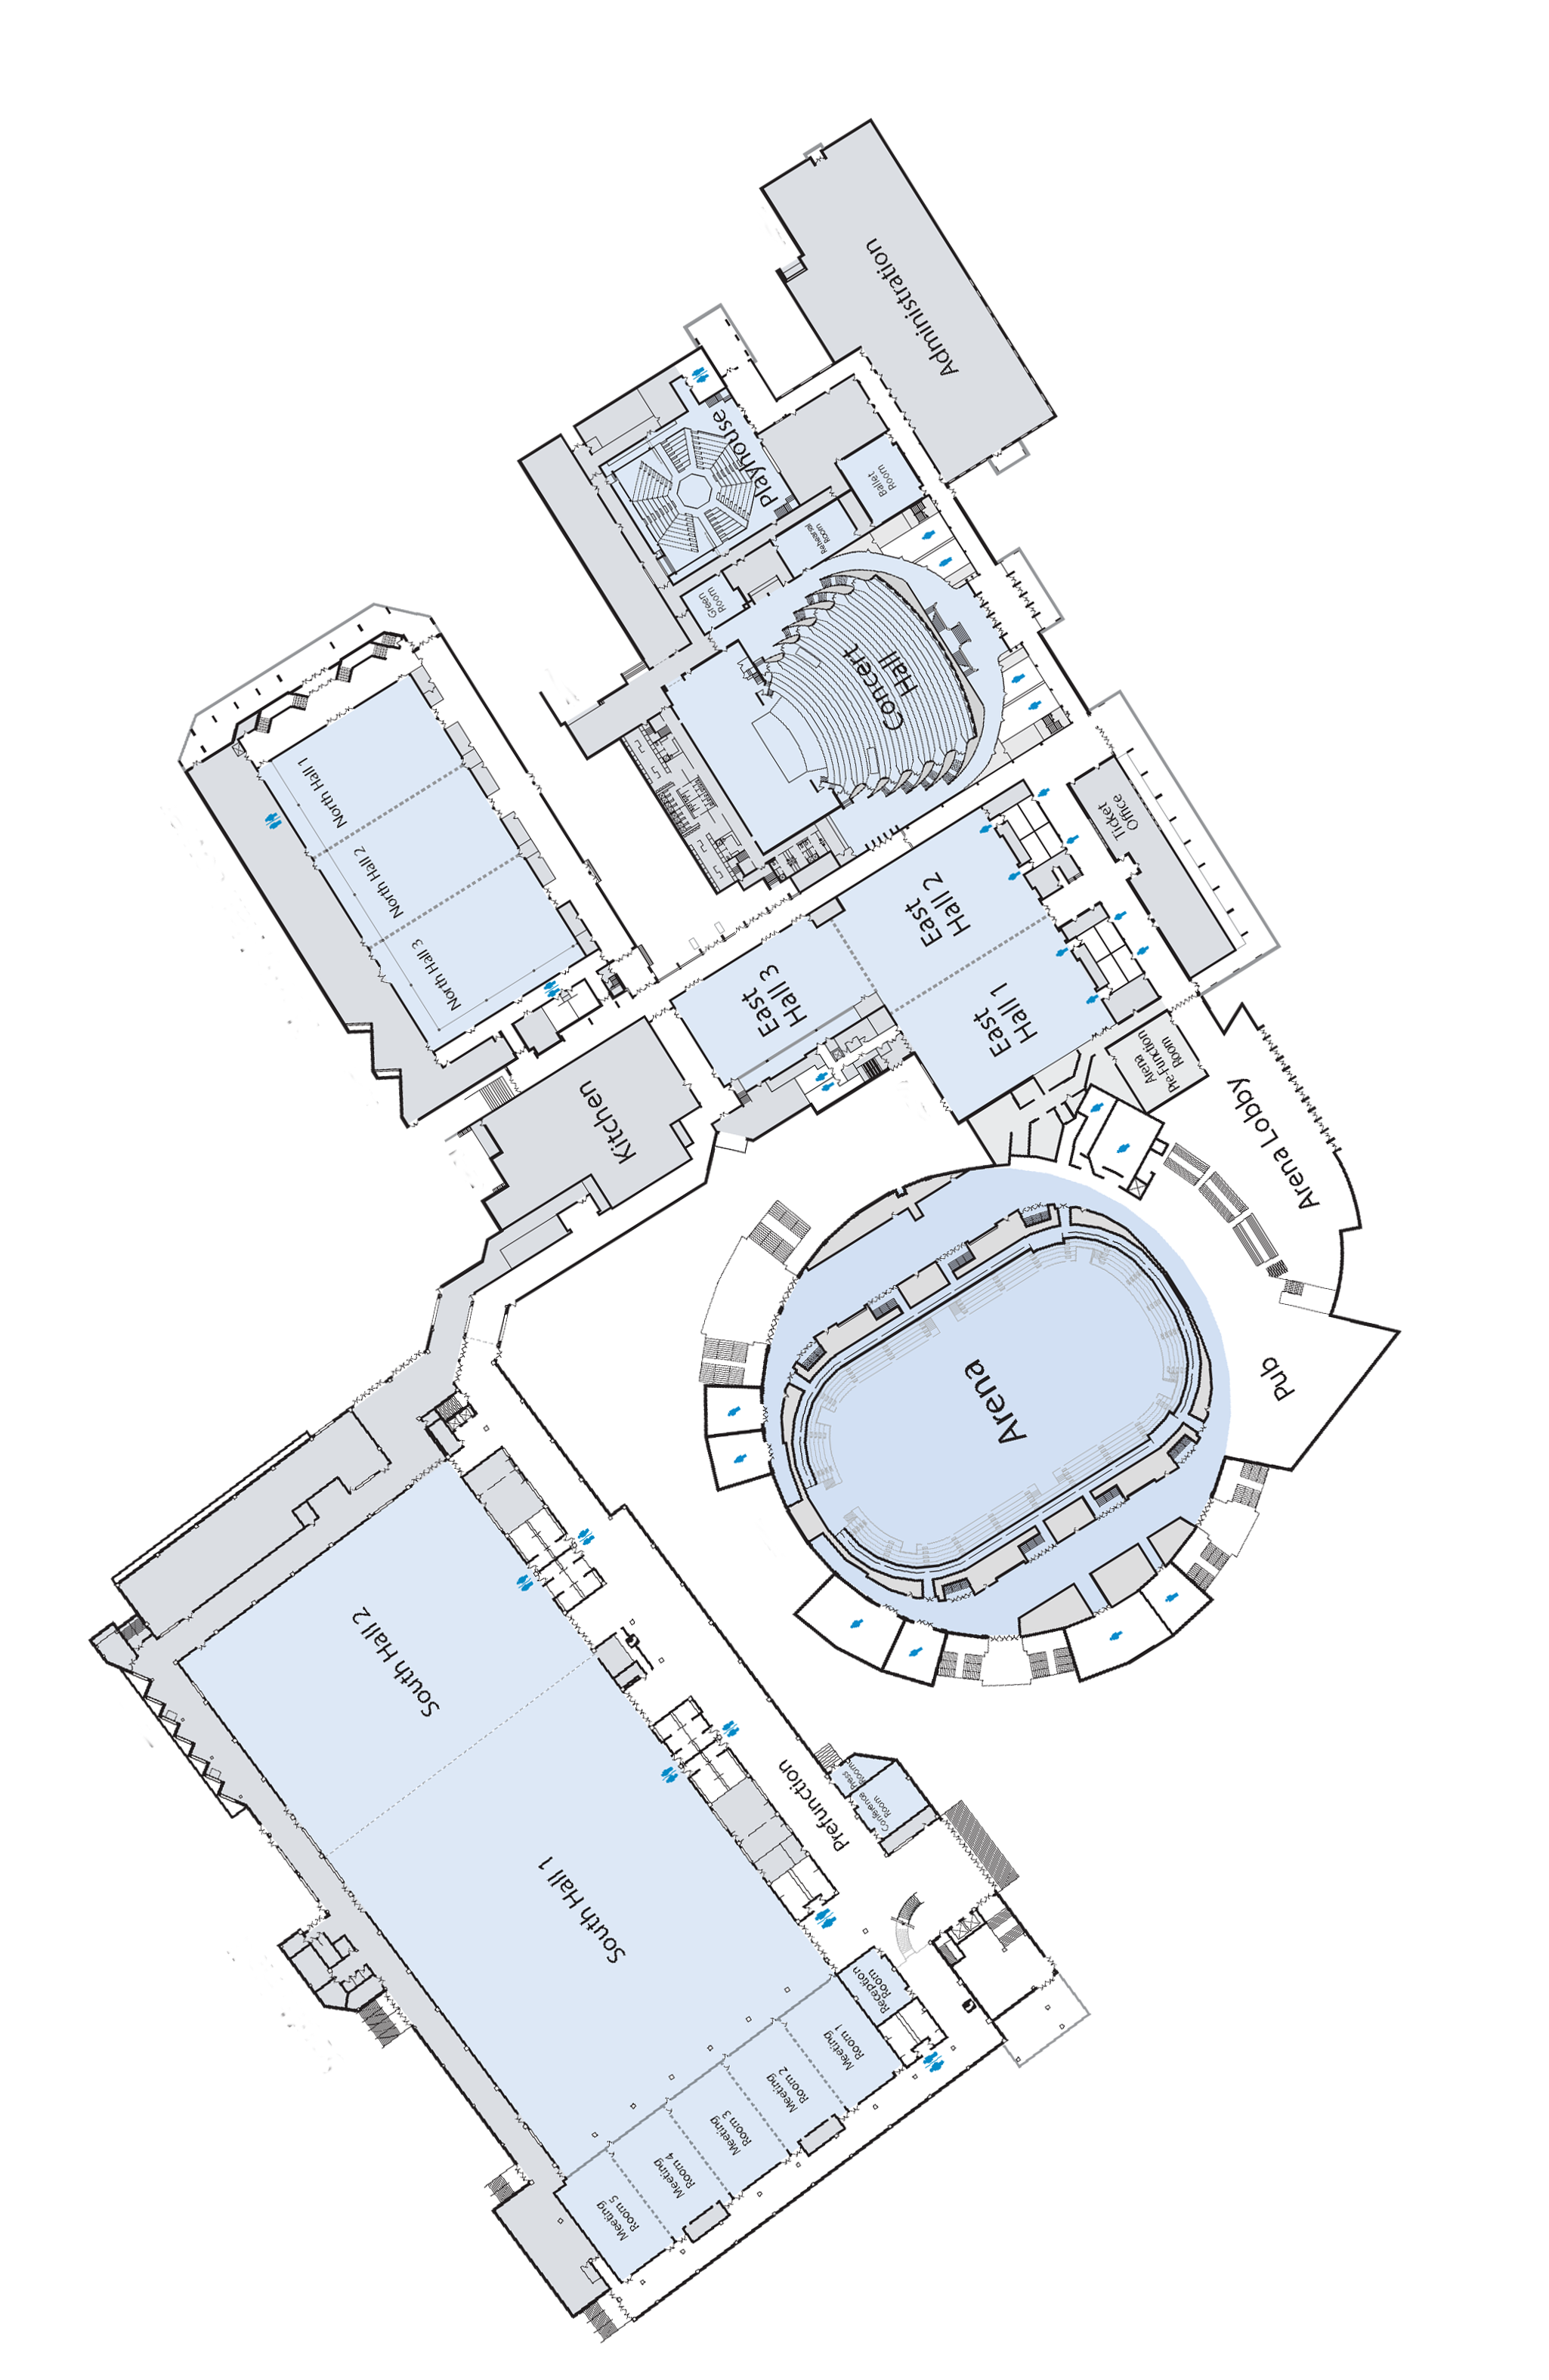 Administration
Playhouse
Ballet
Room
Rehearsal
Room
Green
Room
Concert
Hall
North Hall 1
North Hall 2
North Hall 3
Ticket
Office
East
Hall 2
East
Hall 3
East
Hall 1
Arena
Pre-Function
Room
Kitchen
Arena Lobby
Arena
Pub
South Hall 2
South Hall 1
Prefunction
Press
Rooms
Conference
Room
Reception
Room
Meeting
Room 1
Meeting
Room 2
Meeting
Room 3
Meeting
Room 4
Meeting
Room 5